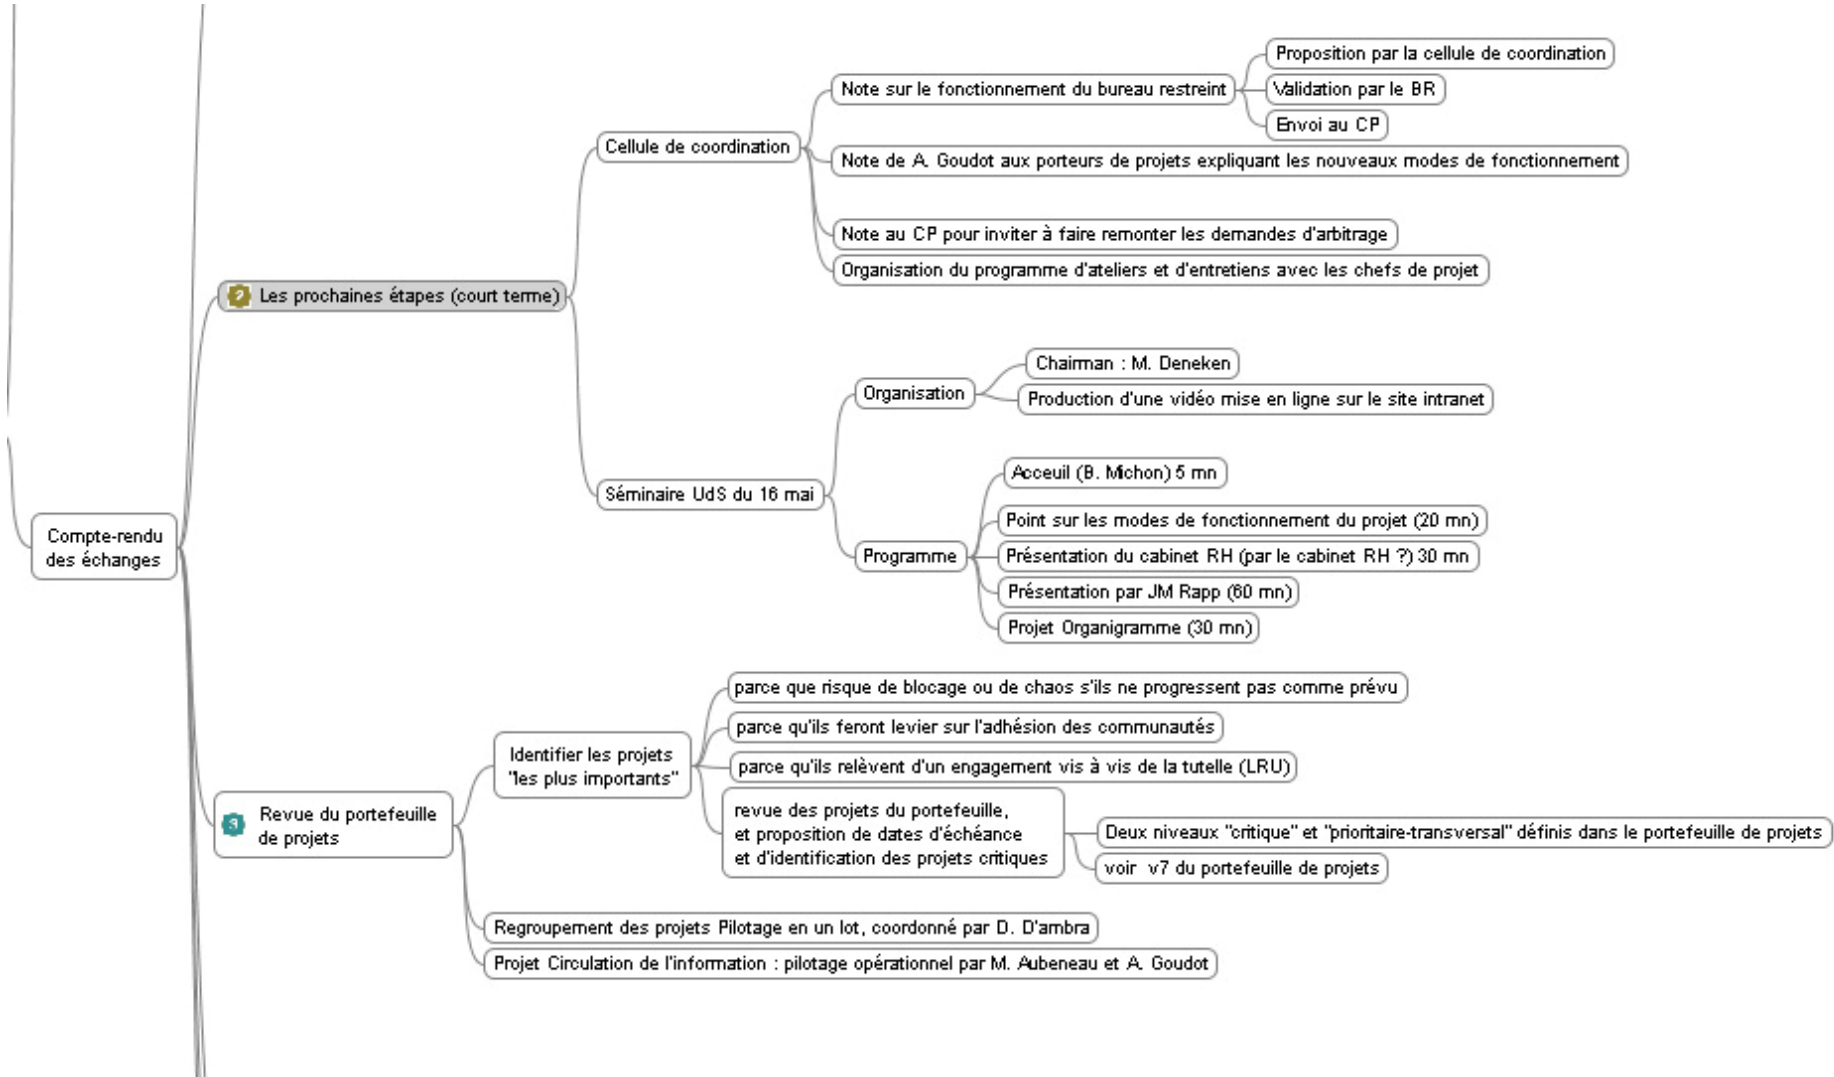 Compte-rendu
des échanges
2
Les prochaines étapes (court terme)
Cellule de coordination
Note sur le fonctionnement du bureau restreint
Proposition par la cellule de coordination
Validation par le BR
Envoi au CP
Note de A. Goudot aux porteurs de projets expliquant les nouveaux modes de fonctionnement
Note au CP pour inviter à faire remonter les demandes d'arbitrage
Organisation du programme d'ateliers et d'entretiens avec les chefs de projet
Séminaire UdS du 16 mai
Organisation
Chairman : M. Deneken
Production d'une vidéo mise en ligne sur le site intranet
Programme
Acceuil (B. Michon) 5 mn
Point sur les modes de fonctionnement du projet (20 mn)
Présentation du cabinet RH (par le cabinet RH ?) 30 mn
Présentation par JM Rapp (60 mn)
Projet Organigramme (30 mn)
3
Revue du portefeuille
de projets
Identifier les projets
"les plus importants"
parce que risque de blocage ou de chaos s'ils ne progressent pas comme prévu
parce qu'ils feront levier sur l'adhésion des communautés
parce qu'ils relèvent d'un engagement vis à vis de la tutelle (LRU)
revue des projets du portefeuille,
et proposition de dates d'échéance
et d'identification des projets critiques
Deux niveaux "critique" et "prioritaire-transversal" définis dans le portefeuille de projets
voir v7 du portefeuille de projets
Regroupement des projets Pilotage en un lot, coordonné par D. D'ambra
Projet Circulation de l'information : pilotage opérationnel par M. Aubeneau et A. Goudot